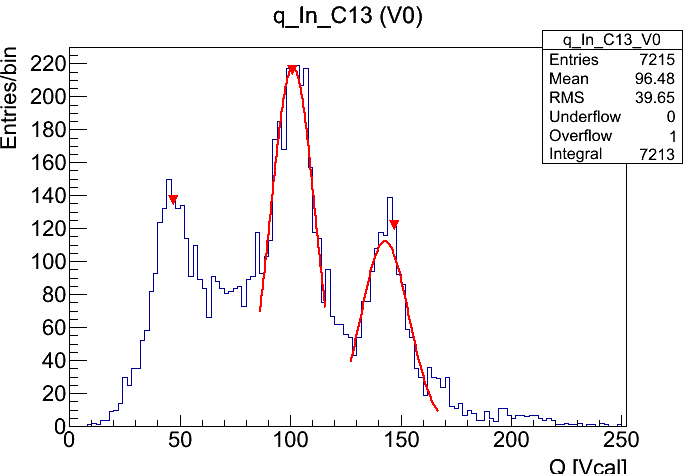 q_In_C13 (V0)
q_In_C13_V0
Entries 7215
Mean 96.48
RMS 39.65
Underflow 0
Overflow 1
Integral 7213
Entries/bin
220
200
180
160
140
120
100
80
60
40
20
0
0 50 100 150 200 250
Q [Vcal]